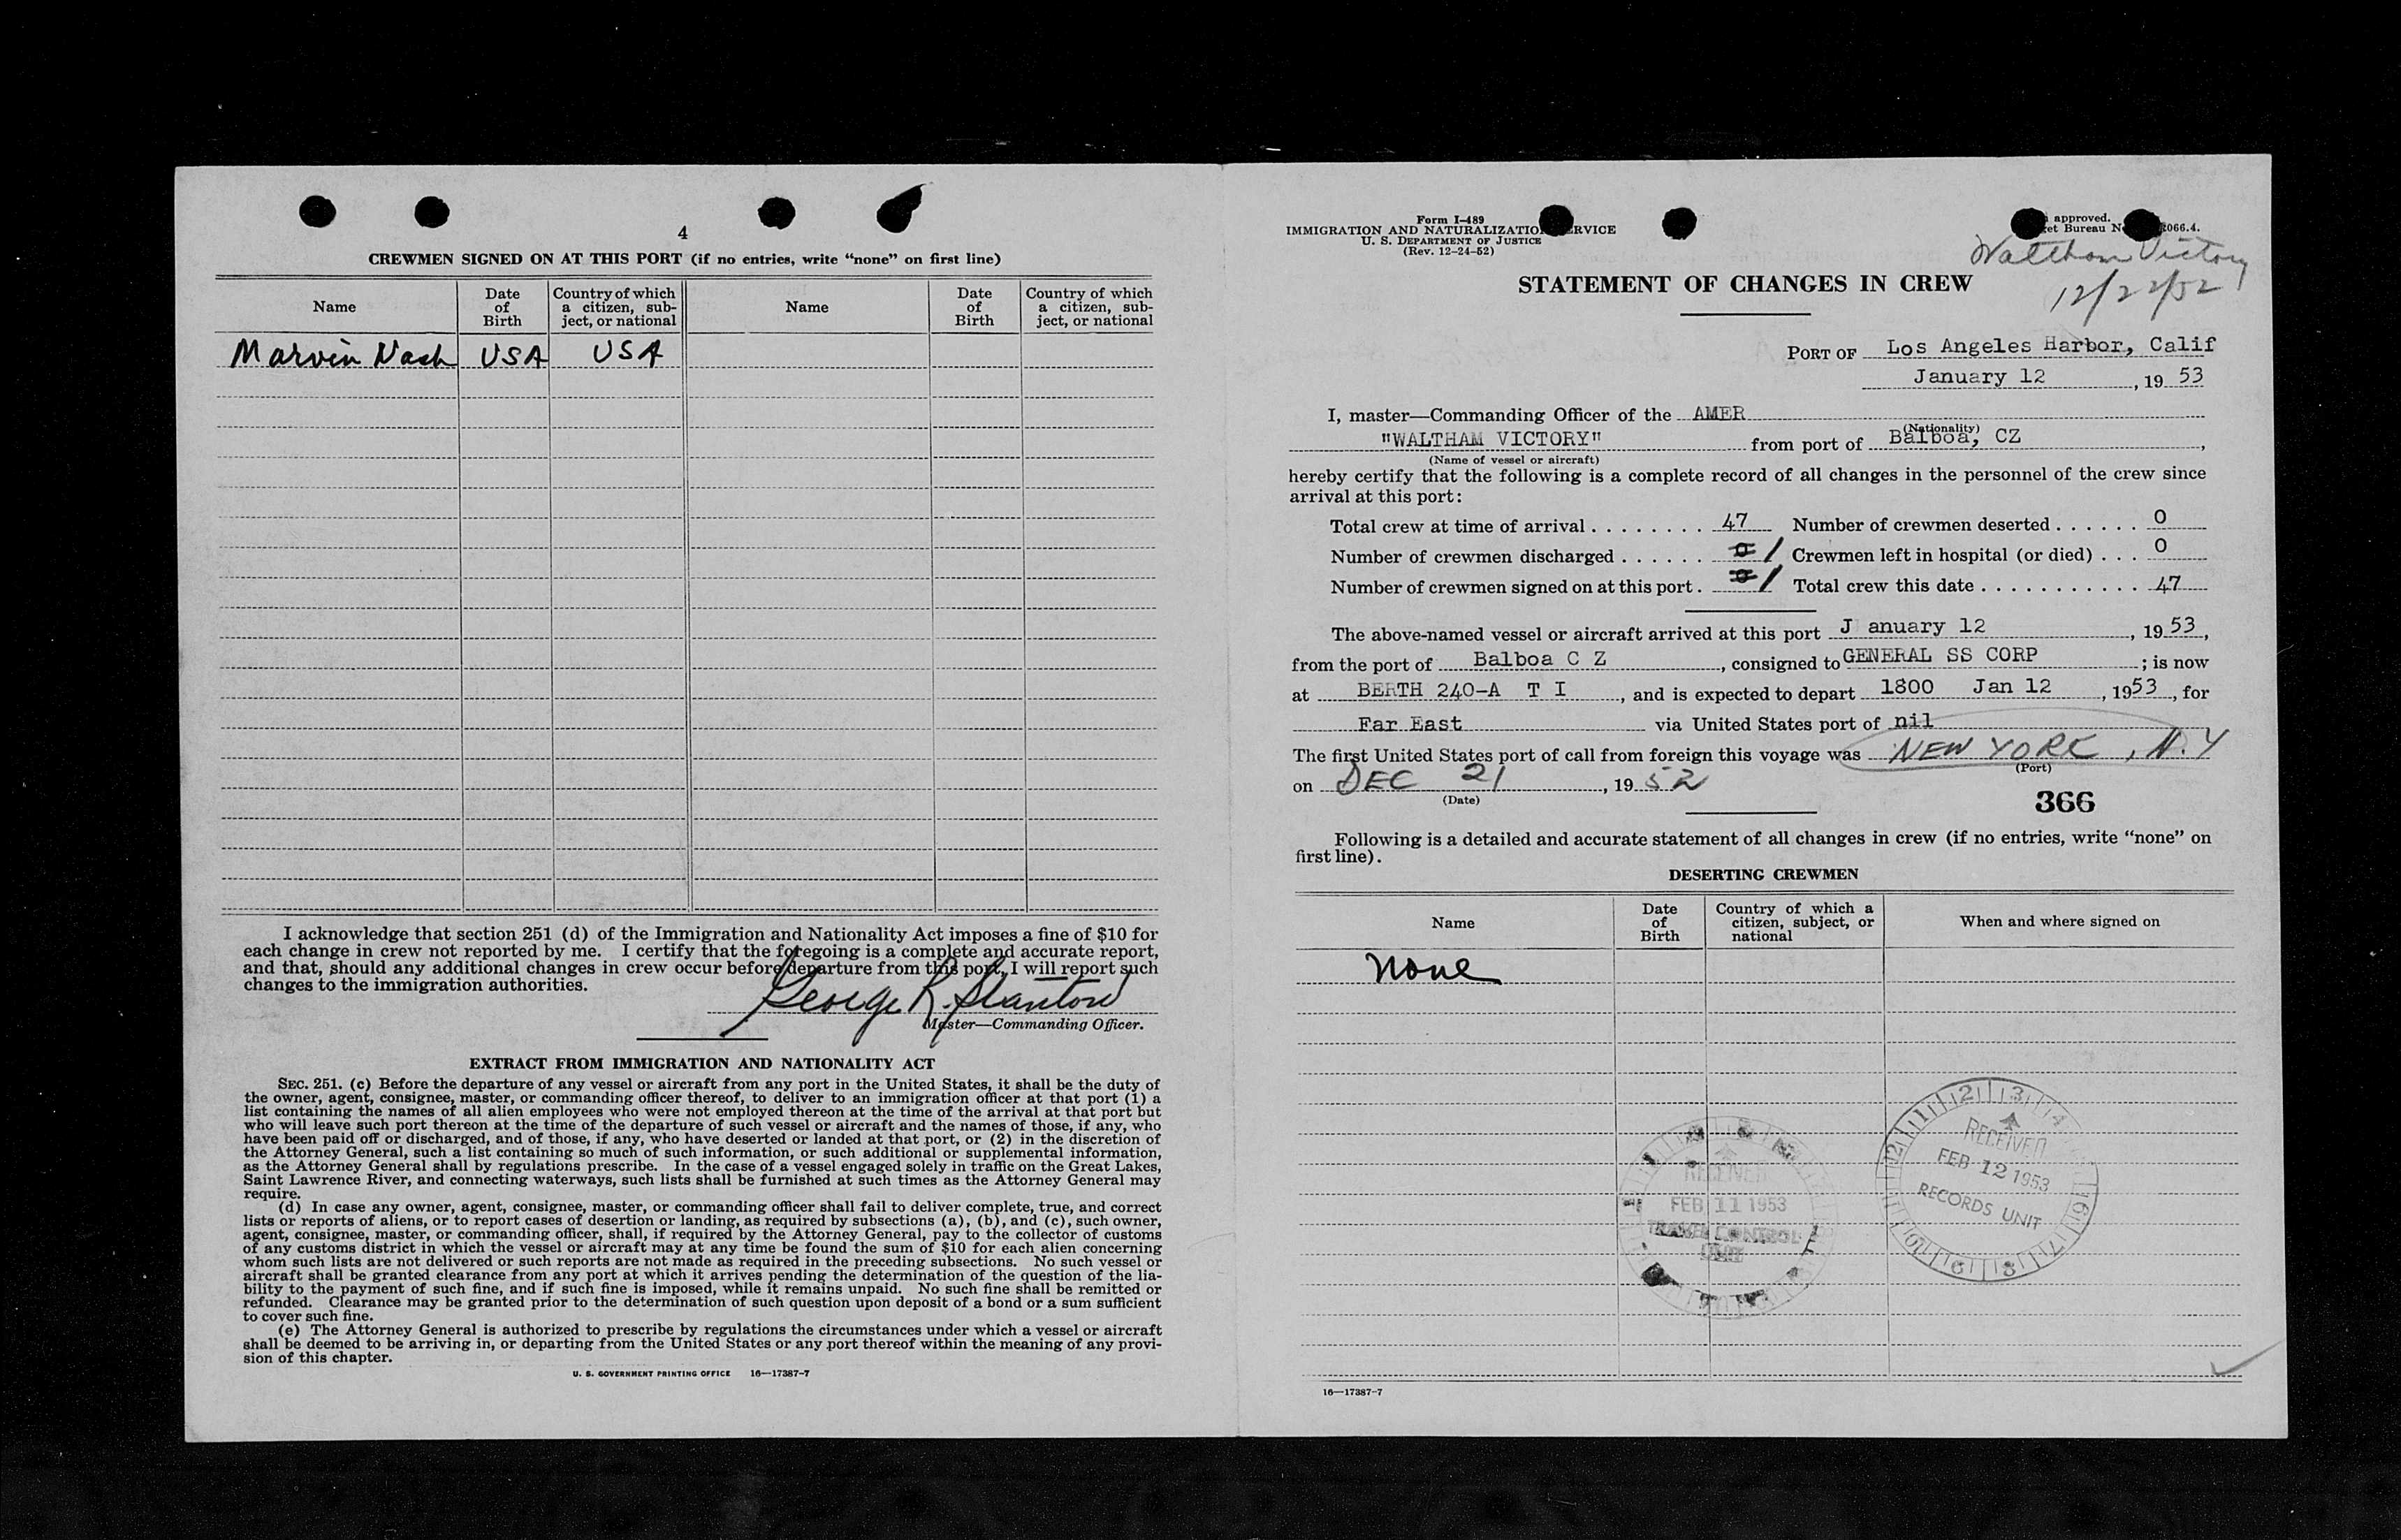 4
CREWMEN SIGNED ON AT THIS PORT (if no entries, write “none” on first line)
Name
Date of Birth
Country of which a citizen, sub-ject, or national
Name
Date of Birth
Country of which a citizen, sub-ject, or national
Marvin Nash USA USA
I acknowledge that section 251 (d) of the Immigration and Nationality Act imposes a fine of $10 for
each change in crew not reported by me. I certify that the foregoing is a complete and accurate report,
and that, should any additional changes in crew occur before departure from this port, I will report such
changes to the immigration authorities.
George R. Stanton
Master—Commanding Officer.
EXTRACT FROM IMMIGRATION AND NATIONALITY ACT
SEC. 251. (c) Before the departure of any vessel or aircraft from any port in the United States, it shall be the duty of
the owner, agent, consignee, master, or commanding officer thereof, to deliver to an immigration officer at that port (1) a
list containing the names of all alien employees who were not employed thereon at the time of the arrival at that port but
who will leave such port thereon at the time of the departure of such vessel or aircraft and the names of those, if any, who
have been paid off or discharged, and of those, if any, who have deserted or landed at that port, or (2) in the discretion of
the Attorney General, such a list containing so much of such information, or such additional or supplemental information,
as the Attorney General shall by regulations prescribe. In the case of a vessel engaged solely in traffic on the Great Lakes,
Saint Lawrence River, and connecting waterways, such lists shall be furnished at such times as the Attorney General may
require.
(d) In case any owner, agent, consignee, master, or commanding officer shall fail to deliver complete, true, and correct
lists or reports of aliens, or to report cases of desertion or landing, as required by subsections (a), (b), and (c), such owner,
agent, consignee, master, or commanding officer, shall, if required by the Attorney General, pay to the collector of customs
of any customs district in which the vessel or aircraft may at any time be found the sum of $10 for each alien concerning
whom such lists are not delivered or such reports are not made as required in the preceding subsections. No such vessel or
aircraft shall be granted clearance from any port at which it arrives pending the determination of the question of the lia-
bility to the payment of such fine, and if such fine is imposed, while it remains unpaid. No such fine shall be remitted or
refunded. Clearance may be granted prior to the determination of such question upon deposit of a bond or a sum sufficient
to cover such fine.
(e) The Attorney General is authorized to prescribe by regulations the circumstances under which a vessel or aircraft
shall be deemed to be arriving in, or departing from the United States or any port thereof within the meaning of any provi-
sion of this chapter.
U. S. GOVERNMENT PRINTING OFFICE 16—17387-7
Form I-489
IMMIGRATION AND NATURALIZATION SERVICE
U. S. DEPARTMENT OF JUSTICE
(Rev. 12-24-52)
approved.
et Bureau N 066.4.
Waltham Victory
12/22/52
STATEMENT OF CHANGES IN CREW
PORT OF Los Angeles Harbor, Calif
January 12, 19 53
I, master—Commanding Officer of the AMER
(Nationality)
"WALTHAM VICTORY" from port of Balboa, CZ,
(Name of vessel or aircraft)
hereby certify that the following is a complete record of all changes in the personnel of the crew since
arrival at this port:
Total crew at time of arrival . . . . . . . . 47 Number of crewmen deserted . . . . . . 0
Number of crewmen discharged . . . . . . 0 1 Crewmen left in hospital (or died) . . . 0
Number of crewmen signed on at this port . 0 1 Total crew this date . . . . . . . . . . . 47
The above-named vessel or aircraft arrived at this port J anuary 12, 19 53,
from the port of Balboa C Z, consigned to GENERAL SS CORP; is now
at BERTH 240-A T I, and is expected to depart 1800 Jan 12, 1953, for
Far East via United States port of nil
The first United States port of call from foreign this voyage was NEW YORK, N.Y
(Port)
on DEC 21, 19 52
(Date)
366
Following is a detailed and accurate statement of all changes in crew (if no entries, write “none” on
first line).
DESERTING CREWMEN
Name
Date of Birth
Country of which a citizen, subject, or national
When and where signed on
None
RECEIVED
FEB 11 1953
TRAVEL CONTROL
UNIT
RECEIVED
FEB 12 1953
RECORDS UNIT
16—17387-7